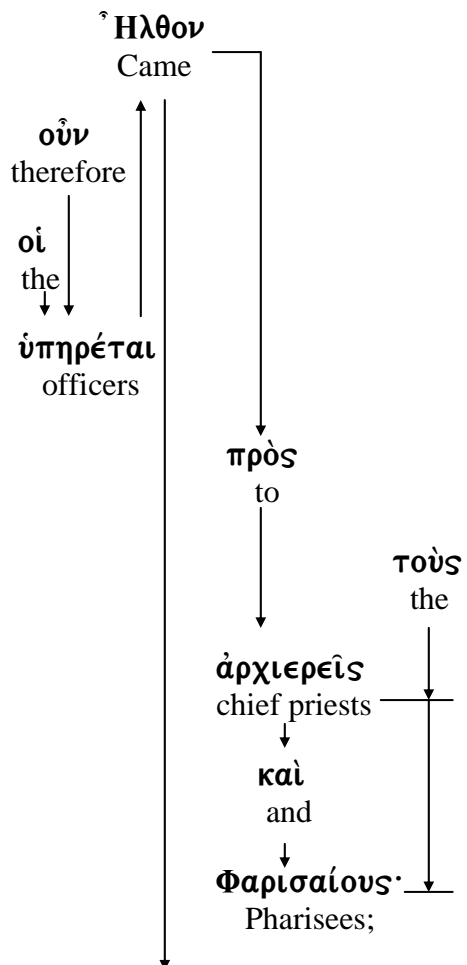 Ἦλθον
Came
οὖν
therefore
οἱ
the
ὑπηρέται
officers
πρὸς
to
τοὺς
the
ἀρχιερεῖς
chief priests
καὶ
and
Φαρισαίους·
Pharisees;